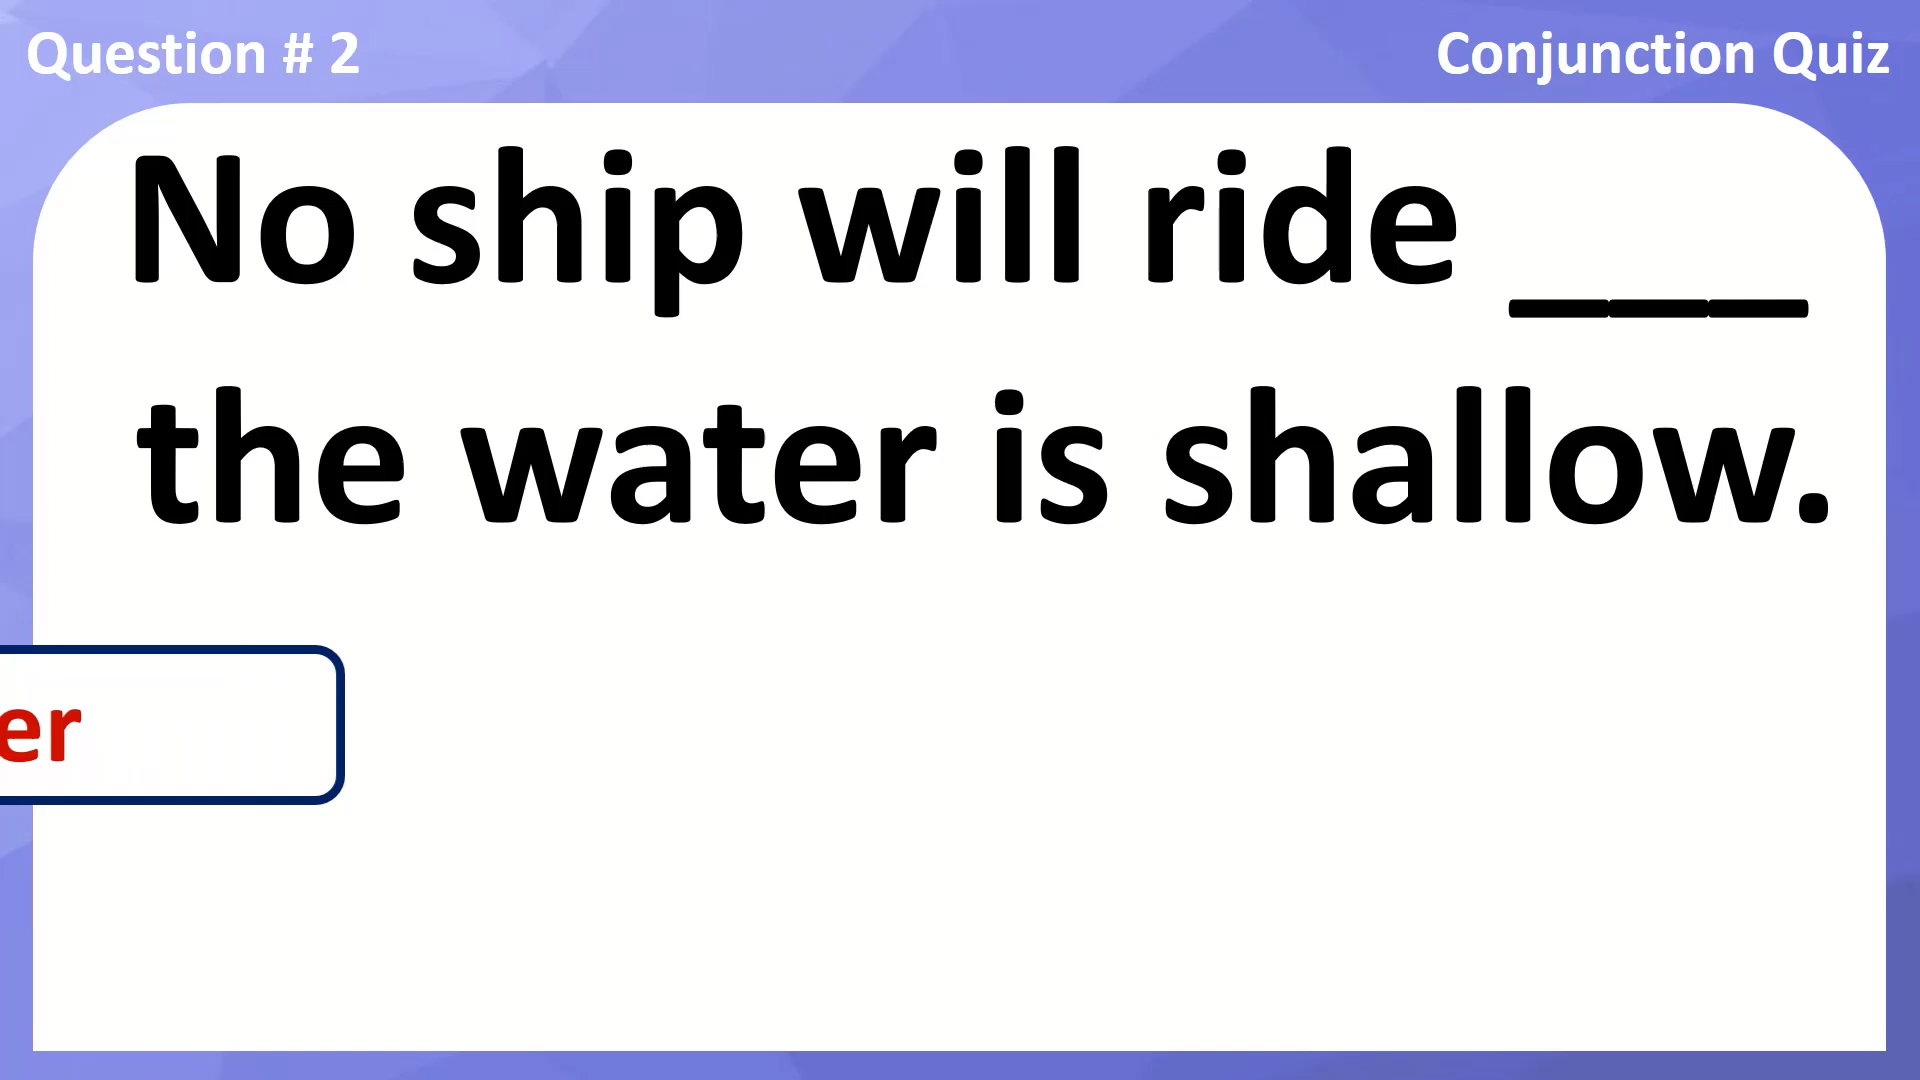 Question # 2
Conjunction Quiz
No ship will ride ___
the water is shallow.
er